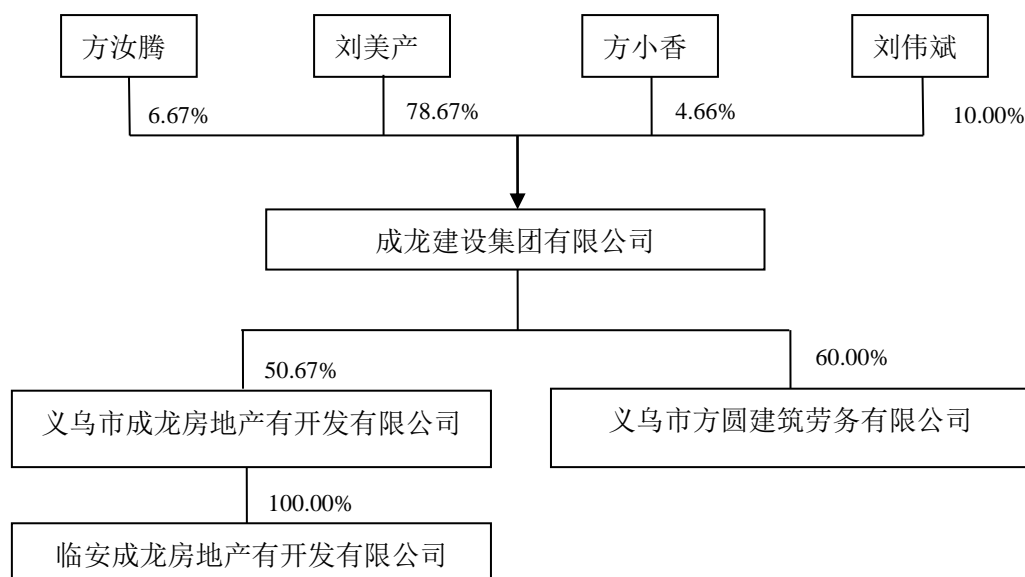 方汝腾
刘美产
方小香
刘伟斌
6.67%
78.67%
4.66%
10.00%
成龙建设集团有限公司
50.67%
60.00%
义乌市成龙房地产有开发有限公司
义乌市方圆建筑劳务有限公司
100.00%
临安成龙房地产有开发有限公司